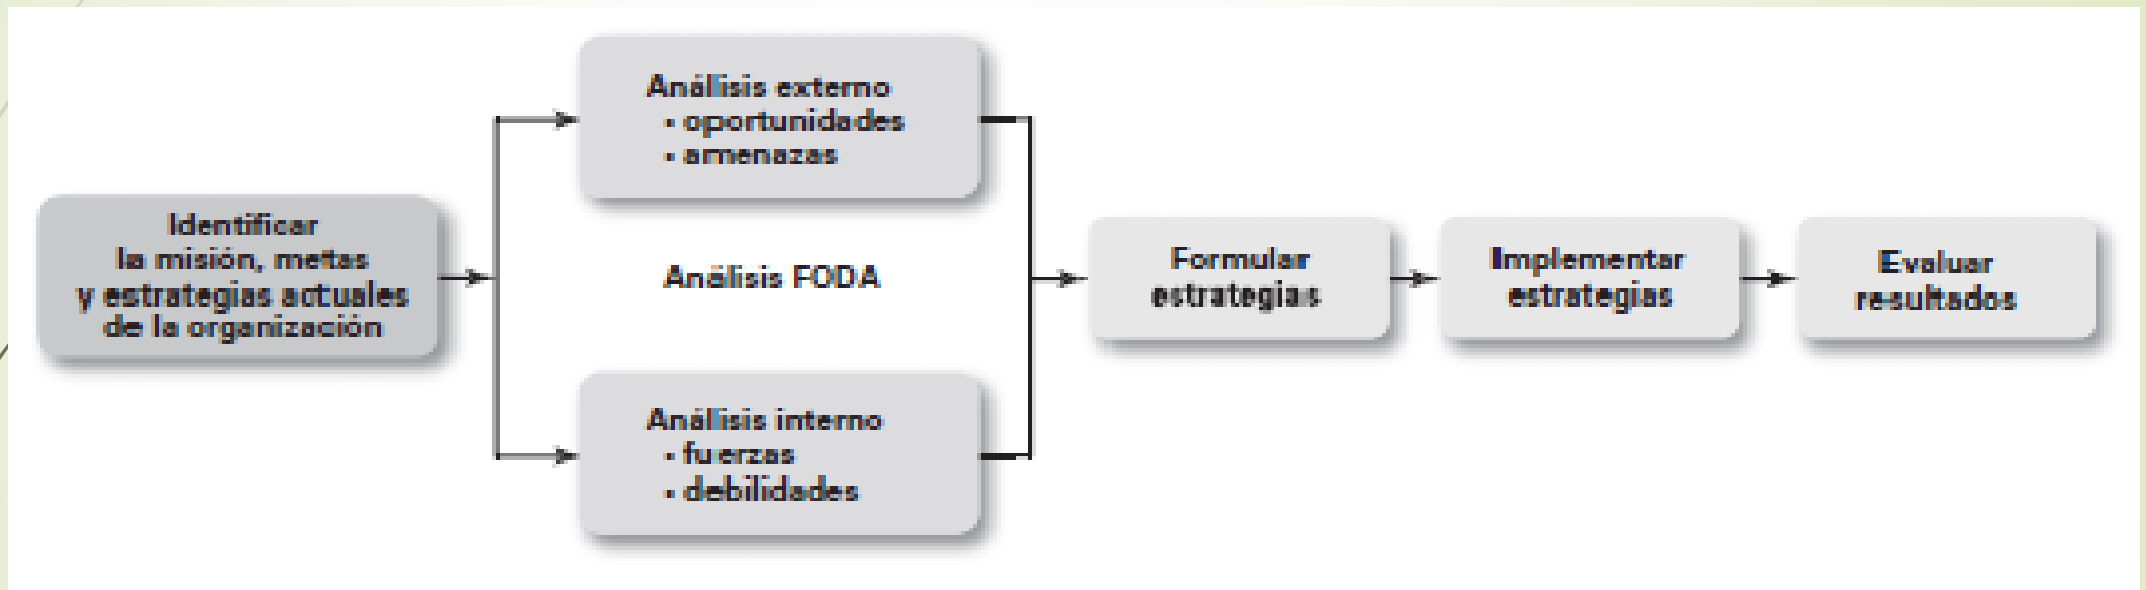 Identificar
la misión, metas
y estrategias actuales
de la organización
Análisis externo
• oportunidades
• amenazas
Análisis FODA
Análisis interno
• fuerzas
• debilidades
Formular
estrategias
Implementar
estrategias
Evaluar
resultados